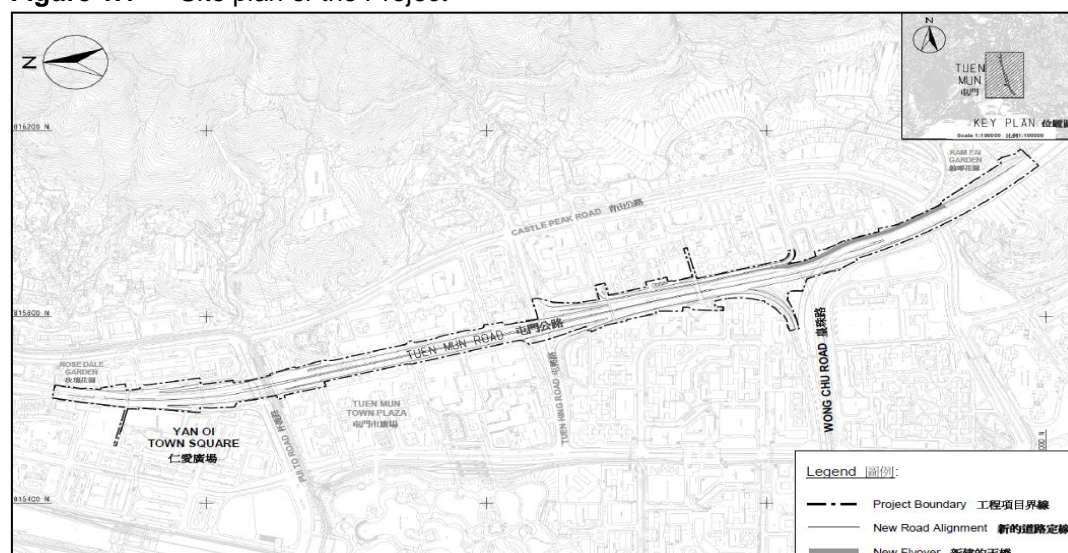 Figure 1.1 Site plan of the Project
N
TUEN
MUN
屯門
KEY PLAN 位置圖
Scale 1:100000 比例1:100000
816200 N
KAM FAI
GARDEN
錦暉花園
CASTLE PEAK ROAD 青山公路
815800 N
TUEN MUN ROAD 屯門公路
ROSE DALE
GARDEN
玫瑰花園
YAN OI
TOWN SQUARE
仁愛廣場
PUI TO ROAD 杯渡路
TUEN MUN
TOWN PLAZA
屯門市廣場
TUEN HING ROAD 屯興路
WONG CHU ROAD 皇珠路
815400 N
Legend 圖例:
Project Boundary 工程項目界線
New Road Alignment 新的道路定線
New Flyover 新建的天橋